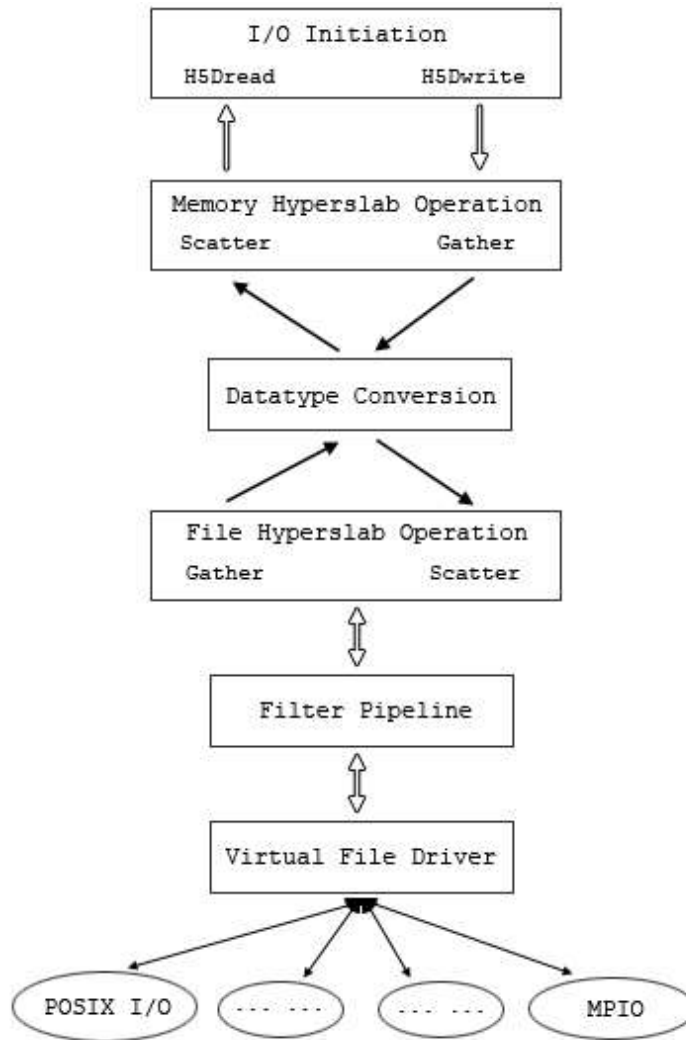 I/O Initiation
H5Dread H5Dwrite
Memory Hyperslab Operation
Scatter Gather
Datatype Conversion
File Hyperslab Operation
Gather Scatter
Filter Pipeline
Virtual File Driver
POSIX I/O --- --- --- --- MPIO